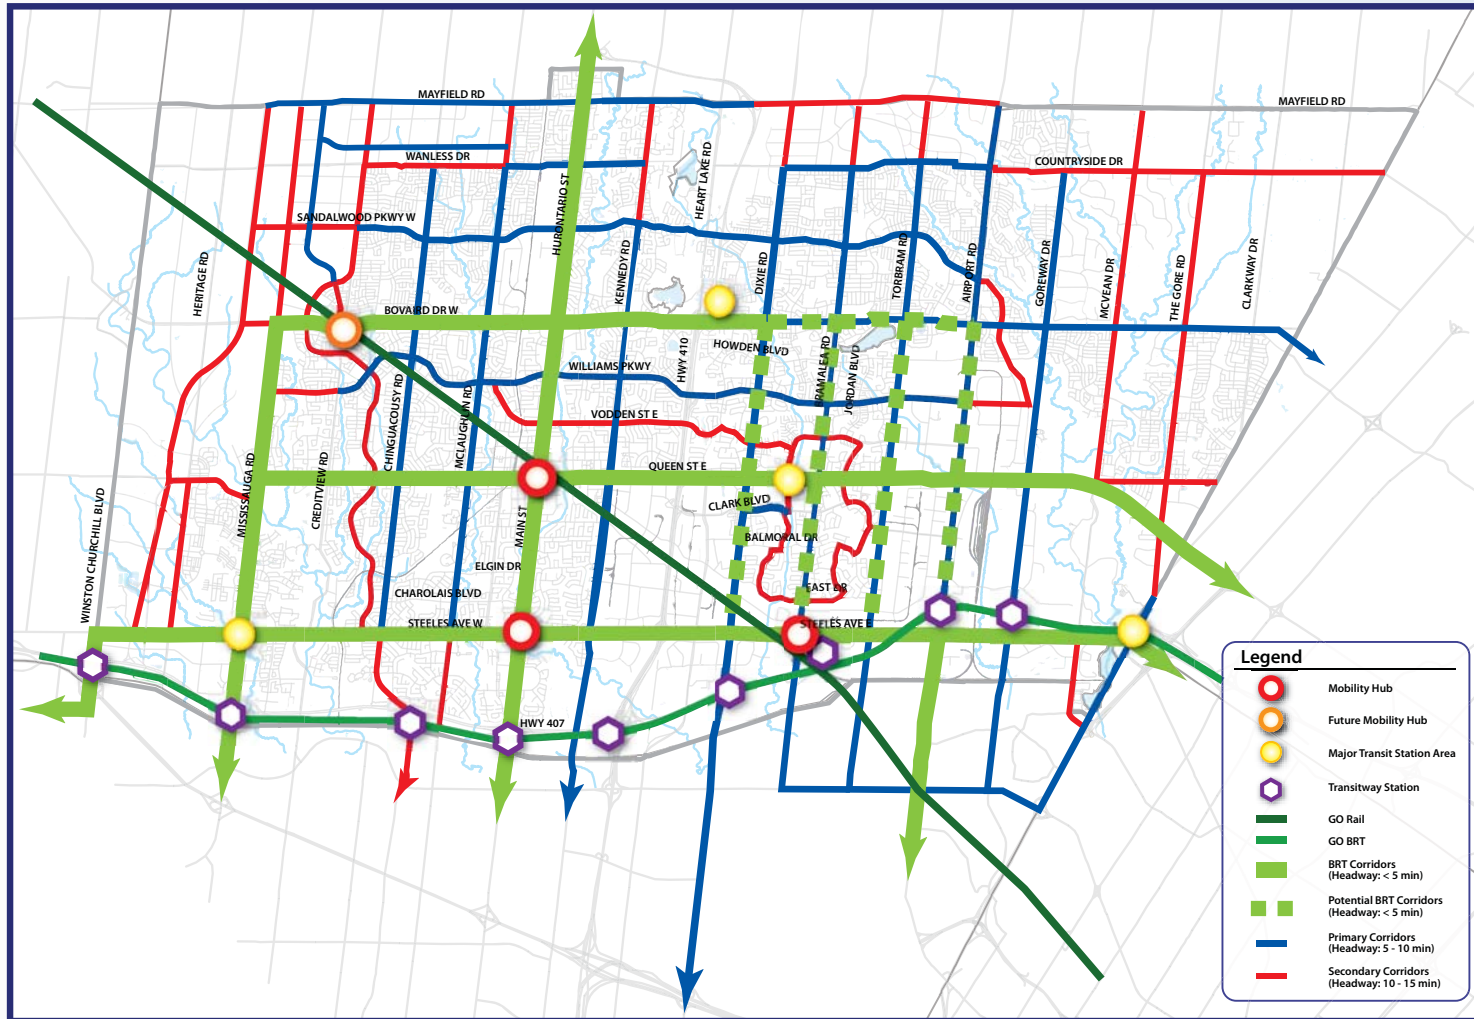 MAYFIELD RD
MAYFIELD RD
WANLESS DR
COUNTRYSIDE DR
HEART LAKE RD
HURONTARIO ST
SANDALWOOD PKWY W
HERITAGE RD
KENNEDY RD
DIXIE RD
TORBRAM RD
AIRPORT RD
GOREWAY DR
MCVEAN DR
THE GORE RD
CLARKWAY DR
BOVAIRD DR W
HOWDEN BLVD
HWY 410
BRAMALEA RD
JORDAN BLVD
WILLIAMS PKWY
CHINGUACOUSY RD
MCLAUGHLIN RD
VODDEN ST E
QUEEN ST E
MISSISSAUGA RD
CREDITVIEW RD
CLARK BLVD
MAIN ST
BALMORAL DR
WINSTON CHURCHILL BLVD
ELGIN DR
CHAROLAIS BLVD
EAST DR
STEELES AVE W
STEELES AVE E
HWY 407
Legend
Mobility Hub
Future Mobility Hub
Major Transit Station Area
Transitway Station
GO Rail
GO BRT
BRT Corridors
(Headway: < 5 min)
Potential BRT Corridors
(Headway: < 5 min)
Primary Corridors
(Headway: 5 - 10 min)
Secondary Corridors
(Headway: 10 - 15 min)